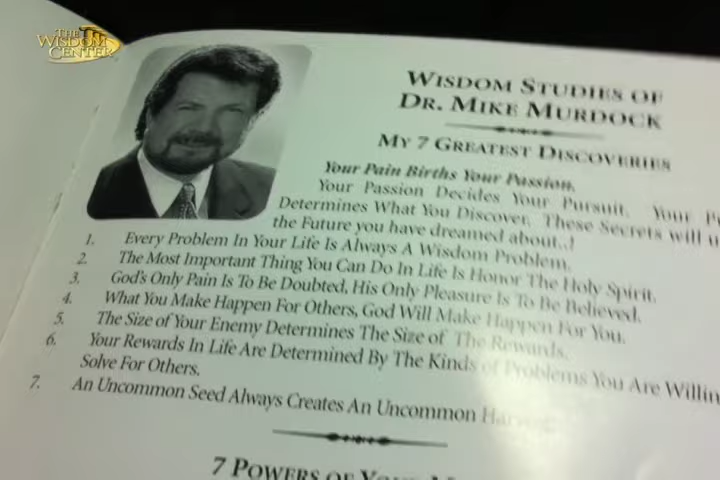 THE
WISDOM
CENTER
WISDOM STUDIES OF
DR. MIKE MURDOCK
MY 7 GREATEST DISCOVERIES
Your Pain Births Your Passion.
Your Passion Decides Your Pursuit. Your
Determines What You Discover. These Secrets will
the Future you have dreamed about..!
1. Every Problem In Your Life Is Always A Wisdom Problem.
2. The Most Important Thing You Can Do In Life Is Honor The Holy Spirit.
3. God's Only Pain Is To Be Doubted, His Only Pleasure Is To Be Believed.
4. What You Make Happen For Others, God Will Make Happen For You.
5. The Size of Your Enemy Determines The Size of The Rewards.
6. Your Rewards In Life Are Determined By The Kinds of Problems You Are
Solve For Others.
7. An Uncommon Seed Always Creates An Uncommon
7 POWERS OF